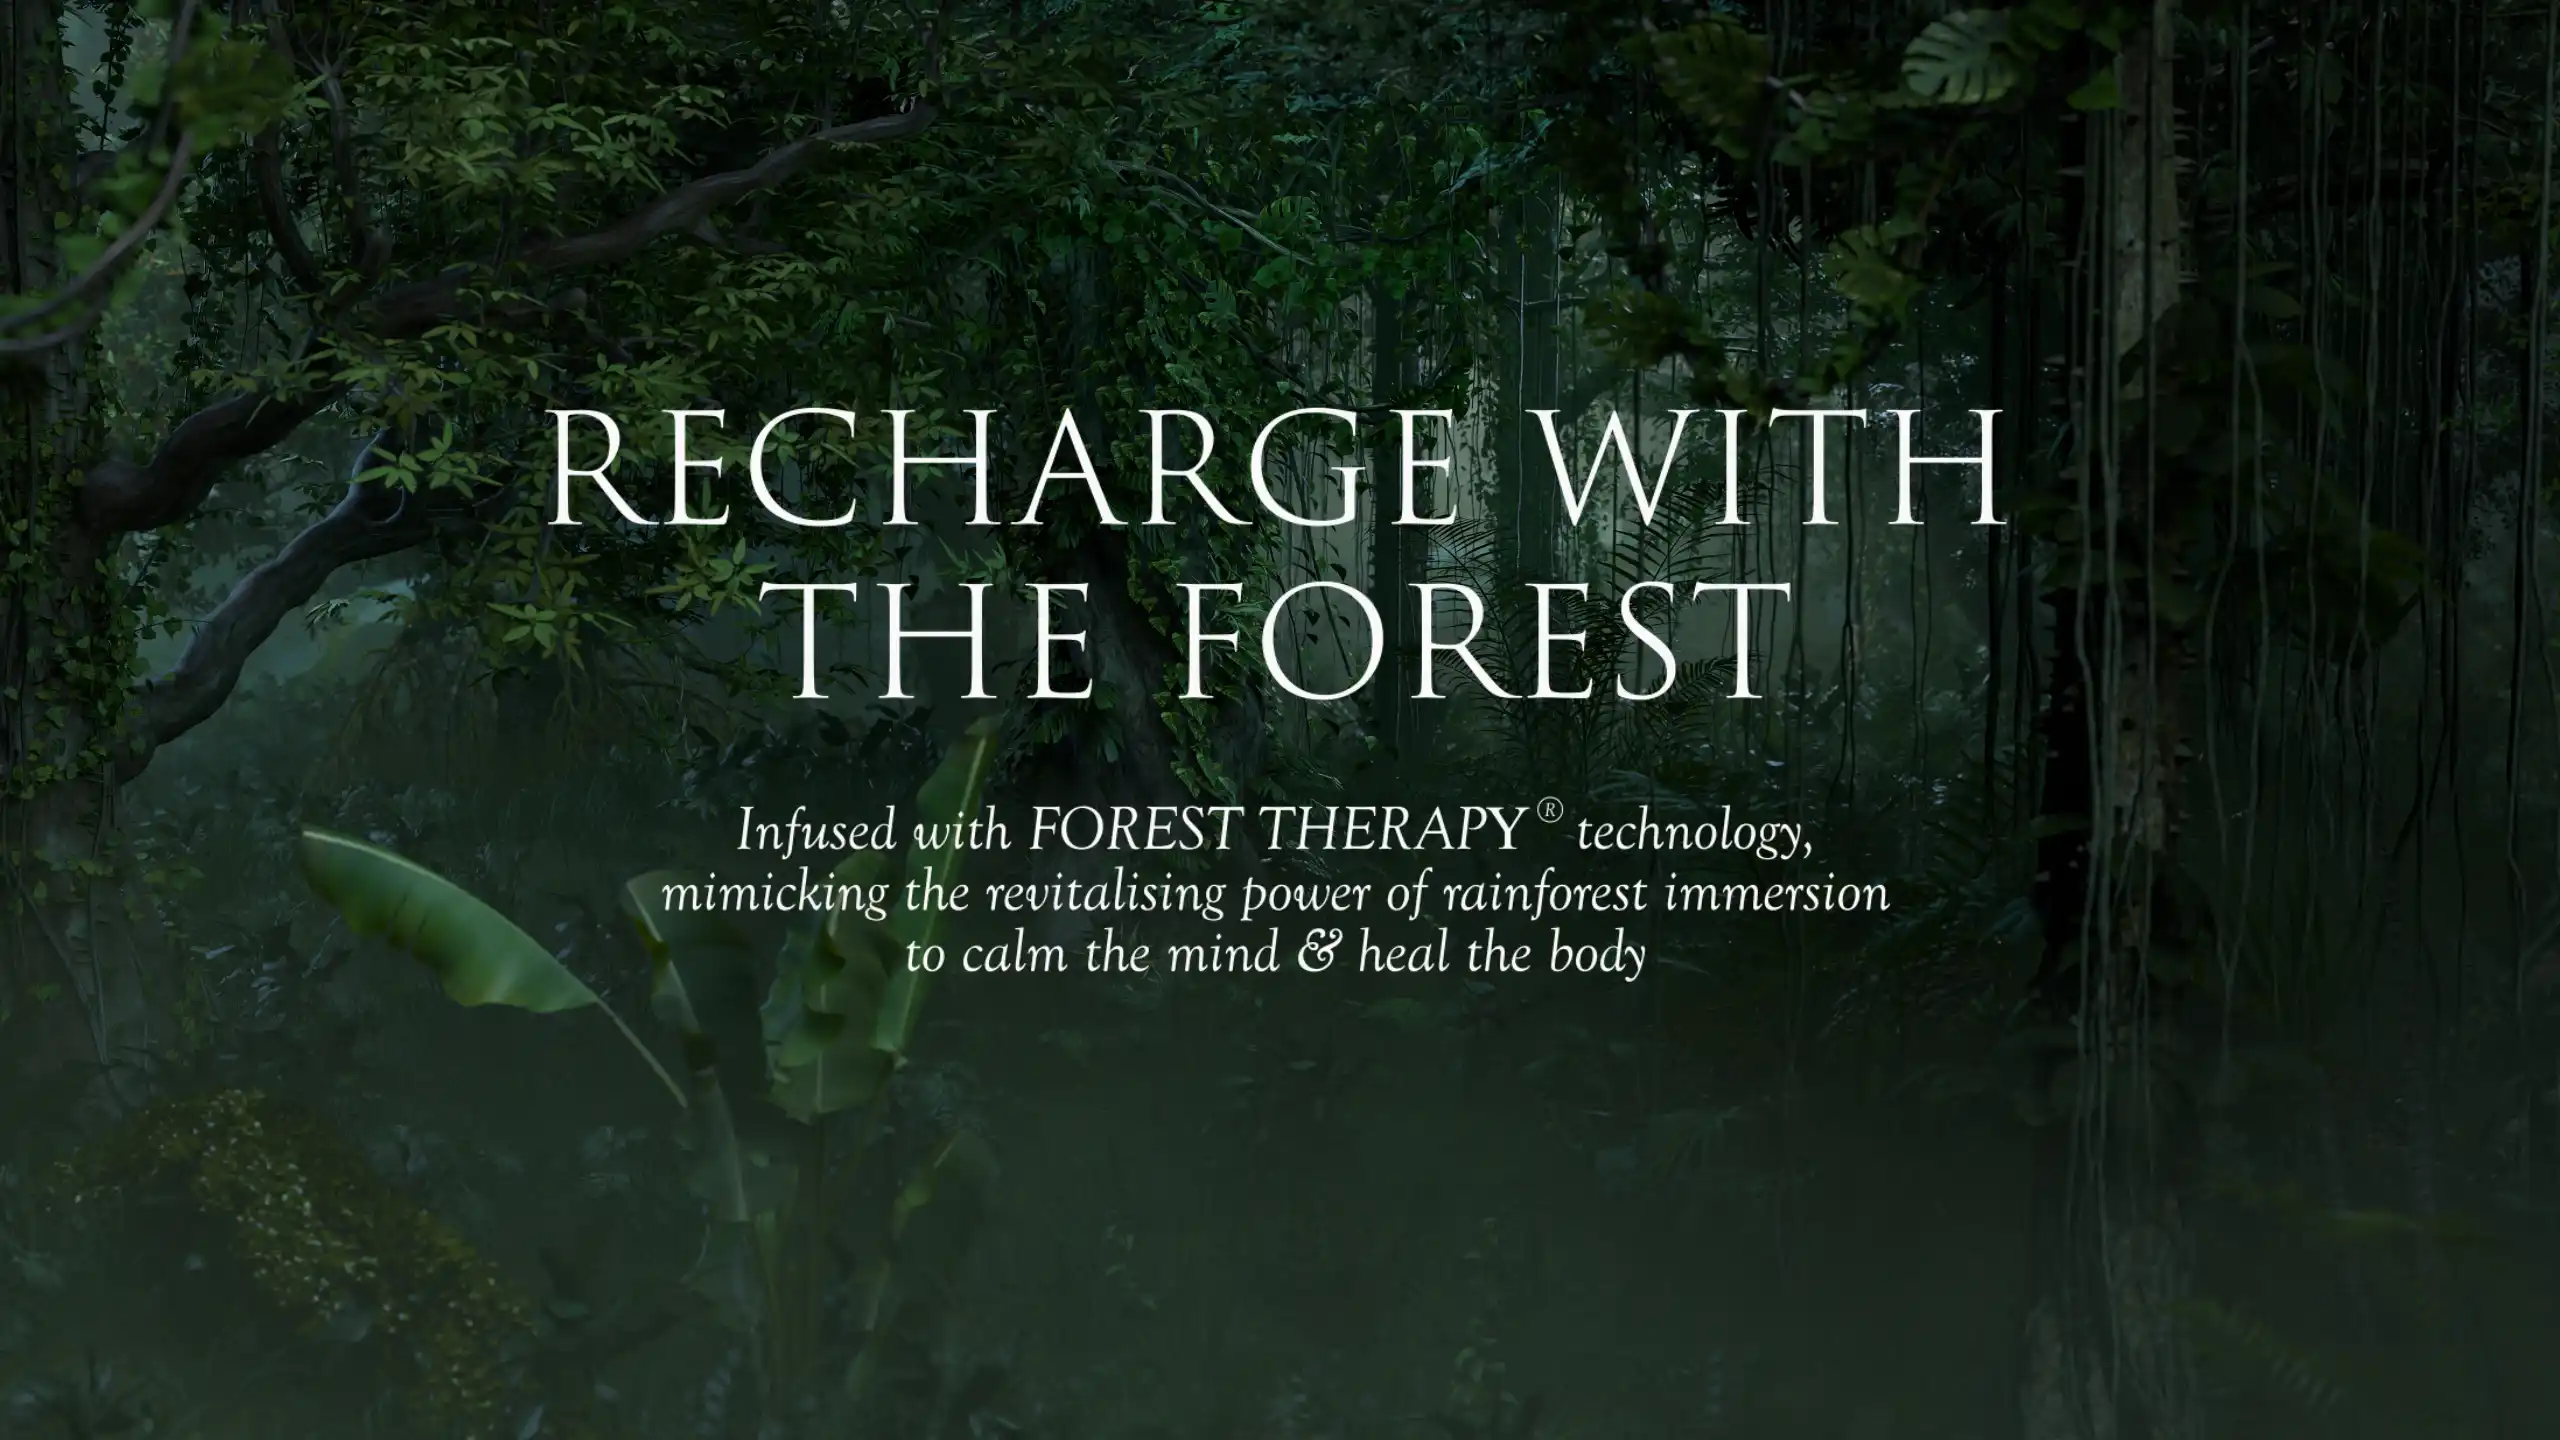 RECHARGE WITH
THE FOREST
Infused with FOREST THERAPY® technology,
mimicking the revitalising power of rainforest immersion
to calm the mind & heal the body